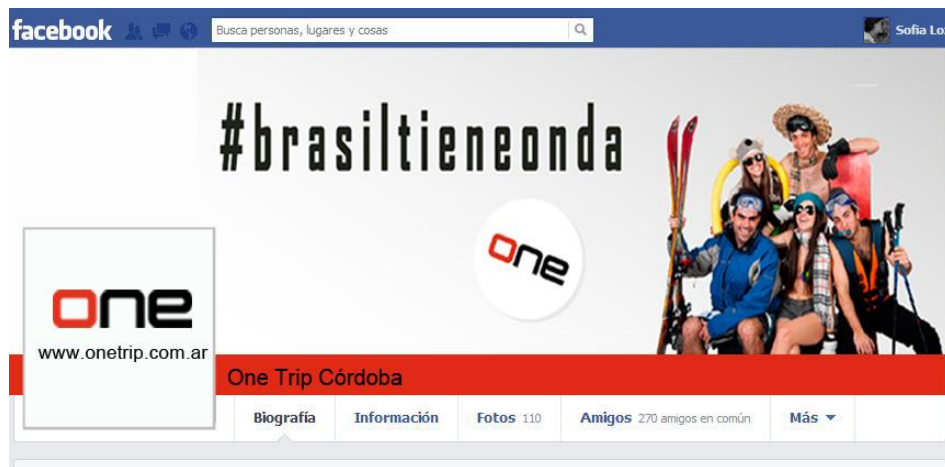 facebook
Busca personas, lugares y cosas
Sofia Lo
#brasiltieneonda
one
one
www.onetrip.com.ar
One Trip Córdoba
Biografía Información Fotos 110 Amigos 270 amigos en común Más